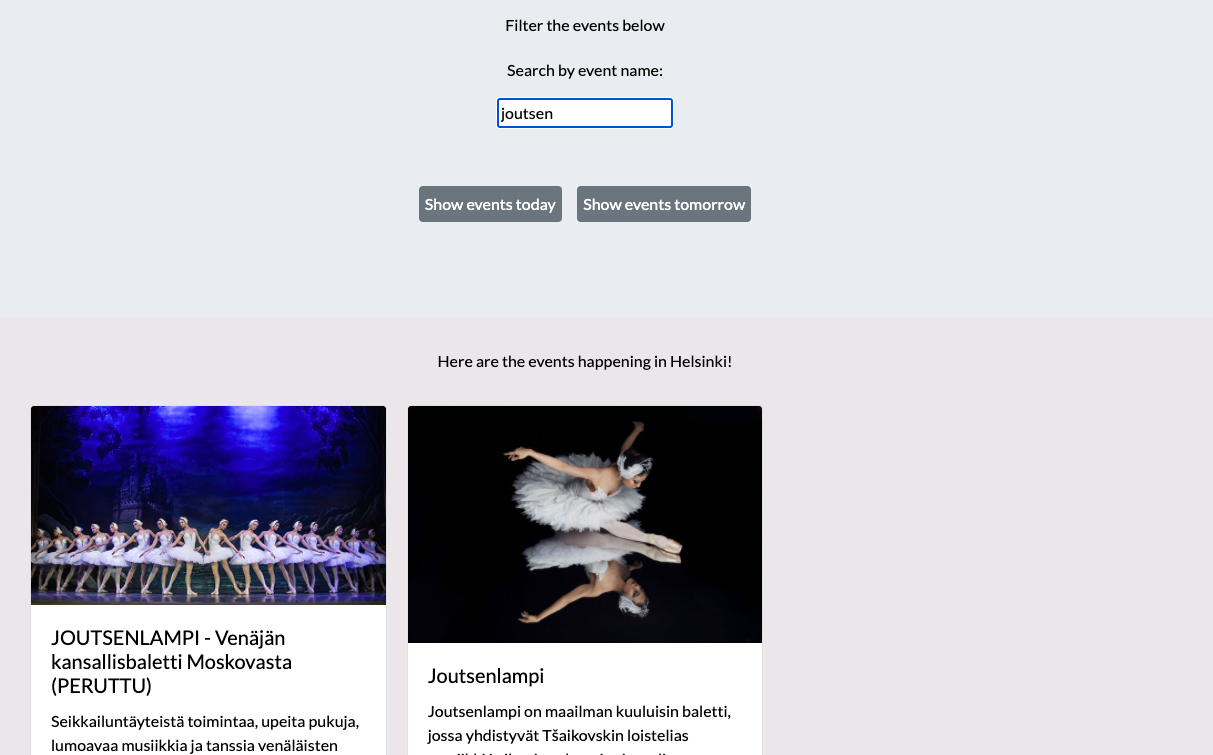 Filter the events below
Search by event name:
joutsen
Show events today
Show events tomorrow
Here are the events happening in Helsinki!
JOUTSENLAMPI - Venäjän
kansallisbaletti Moskovasta
(PERUTTU)
Seikkailuntäyteistä toimintaa, upeita pukuja,
lumoavaa musiikkia ja tanssia venäläisten
Joutsenlampi
Joutsenlampi on maailman kuuluisin baletti,
jossa yhdistyvät Tšaikovskin loistelias